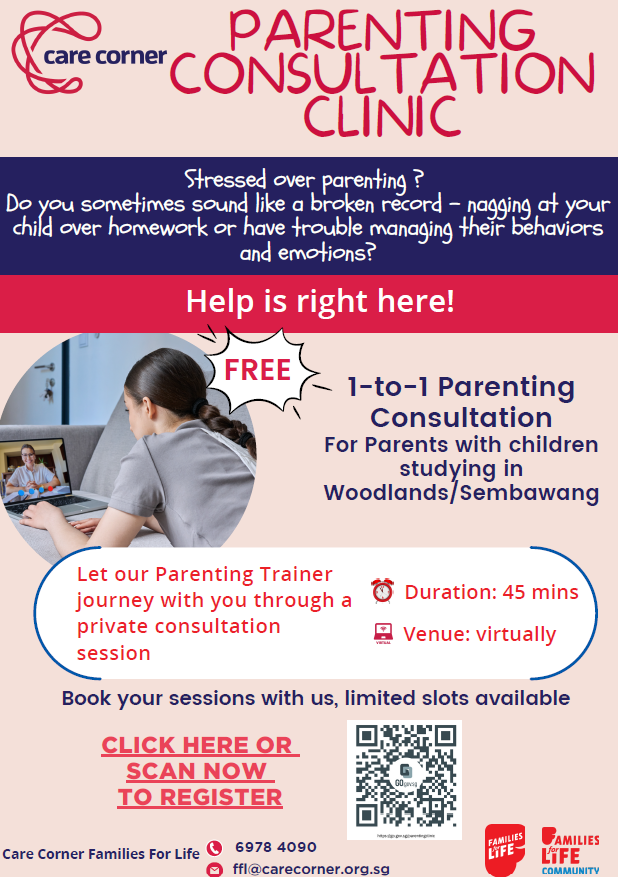 care corner
PARENTING
CONSULTATION
CLINIC
Stressed over parenting ?
Do you sometimes sound like a broken record – nagging at your
child over homework or have trouble managing their behaviors
and emotions?
Help is right here!
FREE
1-to-1 Parenting
Consultation
For Parents with children
studying in
Woodlands/Sembawang
Let our Parenting Trainer
journey with you through a
private consultation
session
Duration: 45 mins
VIRTUAL
Venue: virtually
Book your sessions with us, limited slots available
CLICK HERE OR
SCAN NOW
TO REGISTER
GOgovsg
Care Corner Families For Life
6978 4090
ffl@carecorner.org.sg
FAMILIES
for
LiFE
FAMILIES
for
LiFE
COMMUNITY